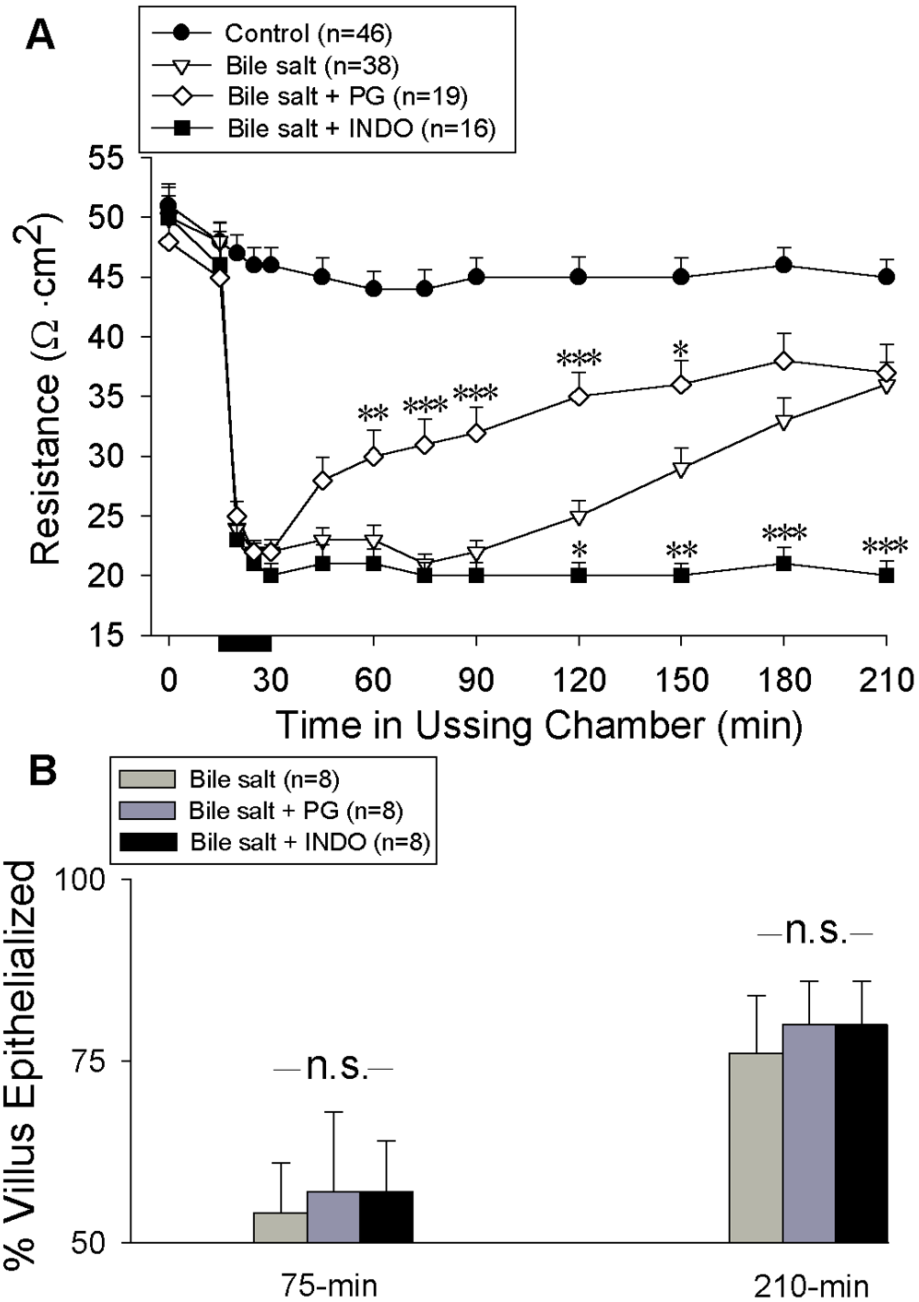 A
Control (n=46)
Bile salt (n=38)
Bile salt + PG (n=19)
Bile salt + INDO (n=16)
55
50
45
40
35
30
25
20
15
Resistance (Ω ·cm²)
** *** *** *** *
* ** *** ***
0 30 60 90 120 150 180 210
Time in Ussing Chamber (min)
B
Bile salt (n=8)
Bile salt + PG (n=8)
Bile salt + INDO (n=8)
100
75
50
% Villus Epithelialized
n.s.
n.s.
75-min 210-min